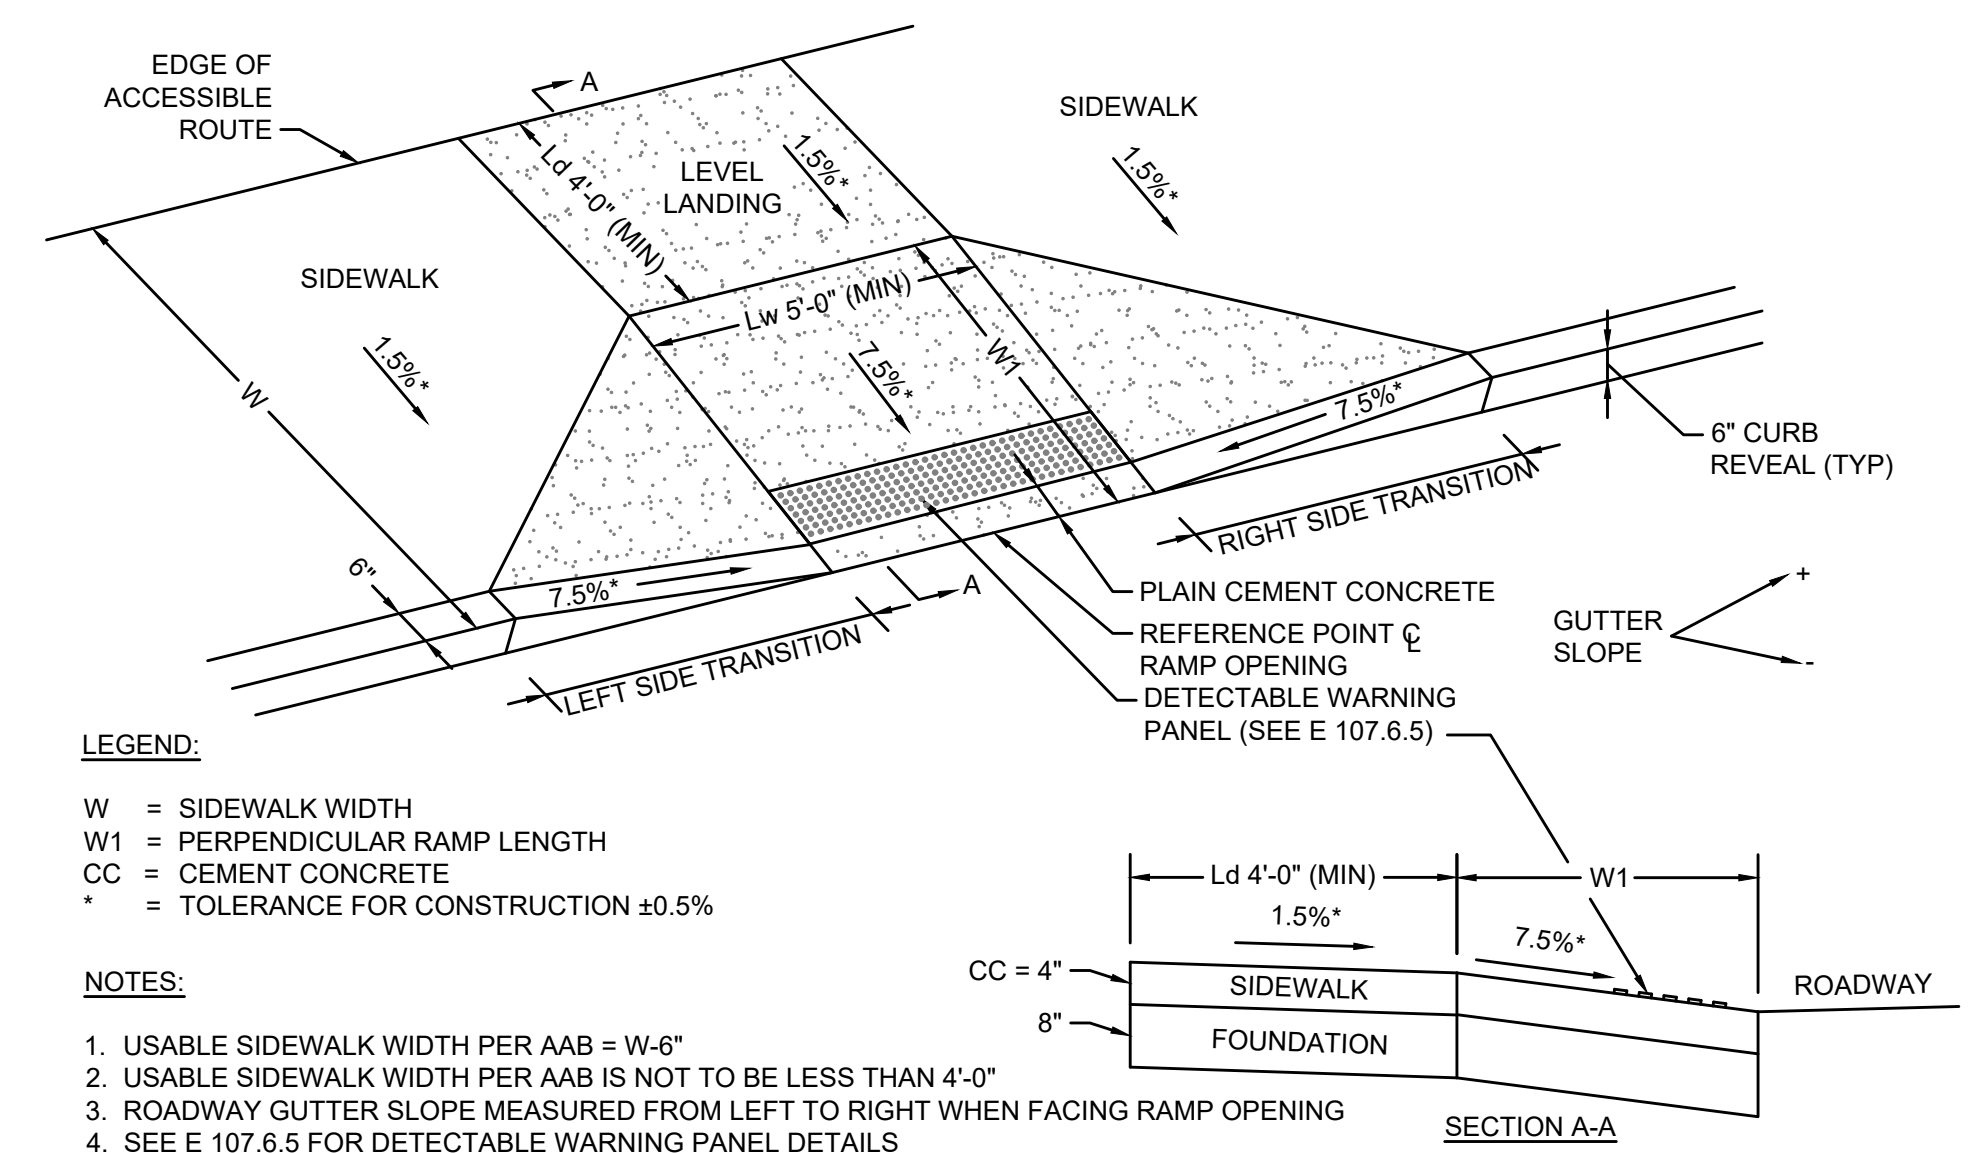 EDGE OF
ACCESSIBLE
ROUTE
A
SIDEWALK
LEVEL
LANDING
1.5%*
Ld 4'-0" (MIN)
1.5%*
SIDEWALK
Lw 5'-0" (MIN)
W
1.5%*
7.5%*
W1
7.5%*
6" CURB
REVEAL (TYP)
RIGHT SIDE TRANSITION
6"
7.5%*
A
LEFT SIDE TRANSITION
PLAIN CEMENT CONCRETE
REFERENCE POINT ℄
RAMP OPENING
DETECTABLE WARNING
PANEL (SEE E 107.6.5)
GUTTER
SLOPE
+
-
LEGEND:
W = SIDEWALK WIDTH
W1 = PERPENDICULAR RAMP LENGTH
CC = CEMENT CONCRETE
* = TOLERANCE FOR CONSTRUCTION ±0.5%
NOTES:
1. USABLE SIDEWALK WIDTH PER AAB = W-6"
2. USABLE SIDEWALK WIDTH PER AAB IS NOT TO BE LESS THAN 4'-0"
3. ROADWAY GUTTER SLOPE MEASURED FROM LEFT TO RIGHT WHEN FACING RAMP OPENING
4. SEE E 107.6.5 FOR DETECTABLE WARNING PANEL DETAILS
Ld 4'-0" (MIN)
W1
1.5%*
7.5%*
CC = 4"
SIDEWALK
ROADWAY
8"
FOUNDATION
SECTION A-A